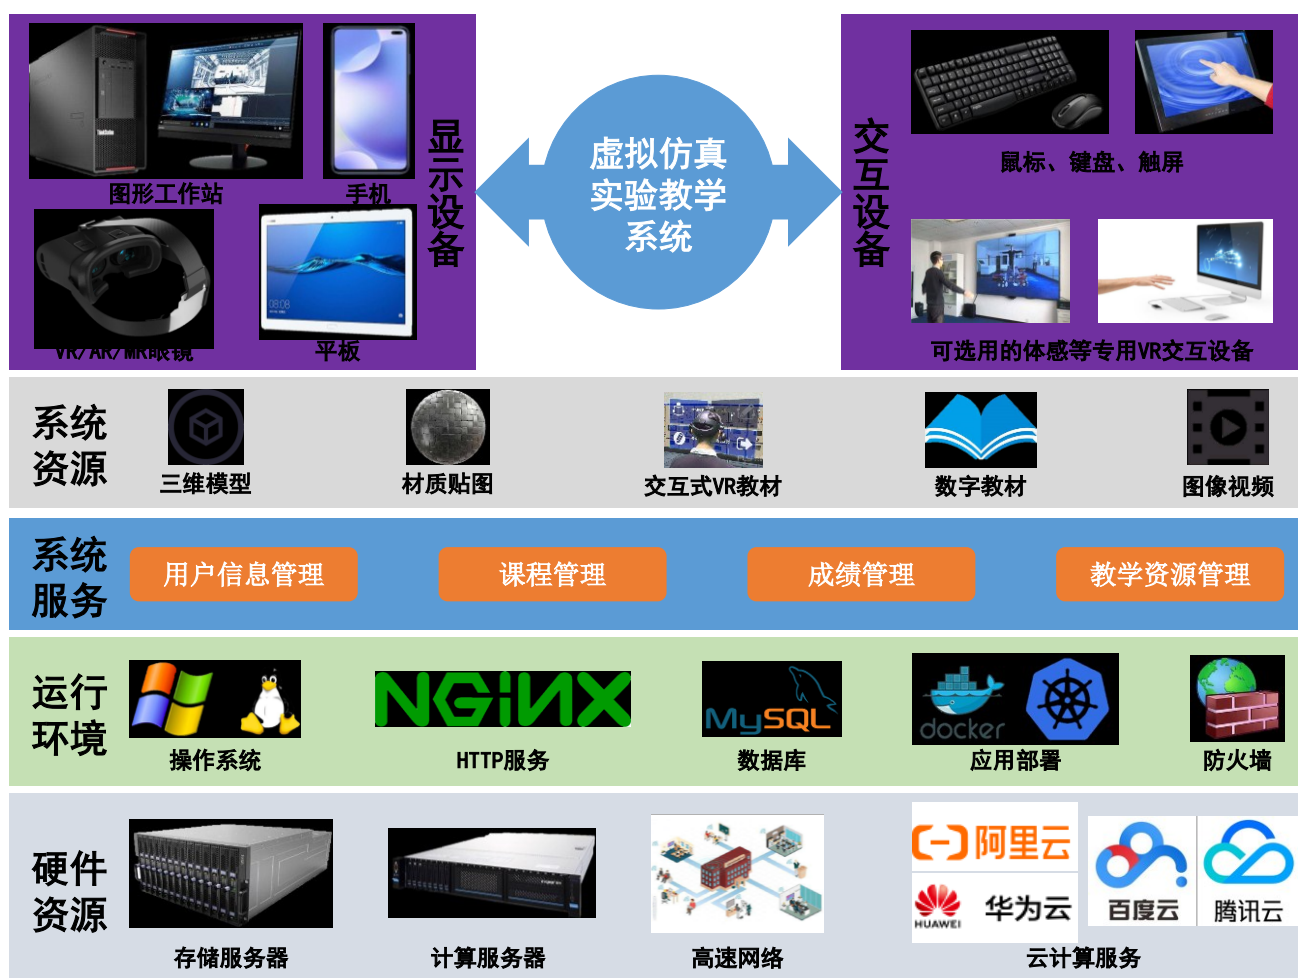 显示设备
图形工作站
手机
VR/AR/MR眼镜
平板
08:08
虚拟仿真
实验教学
系统
交互设备
鼠标、键盘、触屏
可选用的体感等专用VR交互设备
系统
资源
三维模型
材质贴图
交互式VR教材
数字教材
图像视频
系统
服务
用户信息管理
课程管理
成绩管理
教学资源管理
运行
环境
操作系统
NGiNX
HTTP服务
MySQL
数据库
docker
应用部署
防火墙
硬件
资源
存储服务器
计算服务器
高速网络
阿里云
HUAWEI
华为云
百度云
腾讯云
云计算服务